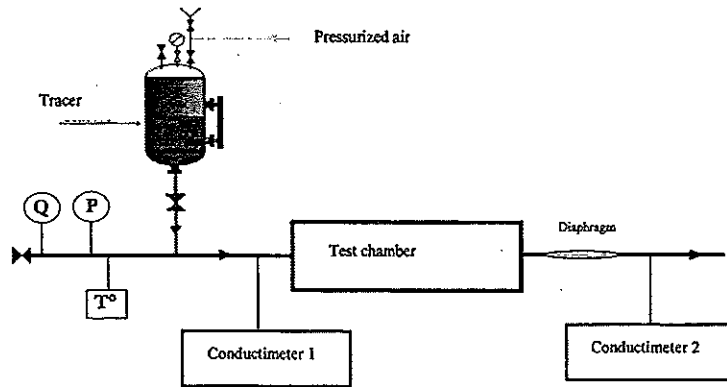 Pressurized air
Tracer
Q
P
Diaphragm
Test chamber
T°
Conductimeter 1
Conductimeter 2